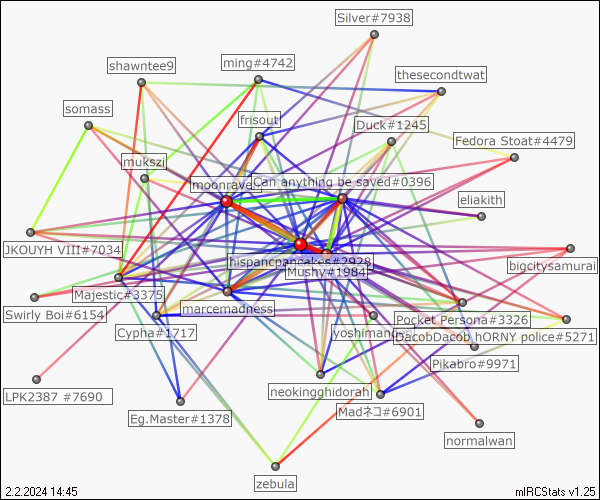 Silver#7938
shawntee9
ming#4742
thesecondtwat
somass
frisout
Duck#1245
Fedora Stoat#4479
mukszi
moonrave
Can anything be saved#0396
eliakith
JKOUYH VIII#7034
hispancpancakes#2928
Mushy#1984
bigcitysamurai
Majestic#3375
marcemadness
Swirly Boi#6154
Pocket Persona#3326
Cypha#1717
yoshiman
DacobDacob hORNY police#5271
Pikabro#9971
LPK2387 #7690
neokingghidorah
Eg.Master#1378
Madネコ#6901
normalwan
zebula
2.2.2024 14:45
mIRCStats v1.25